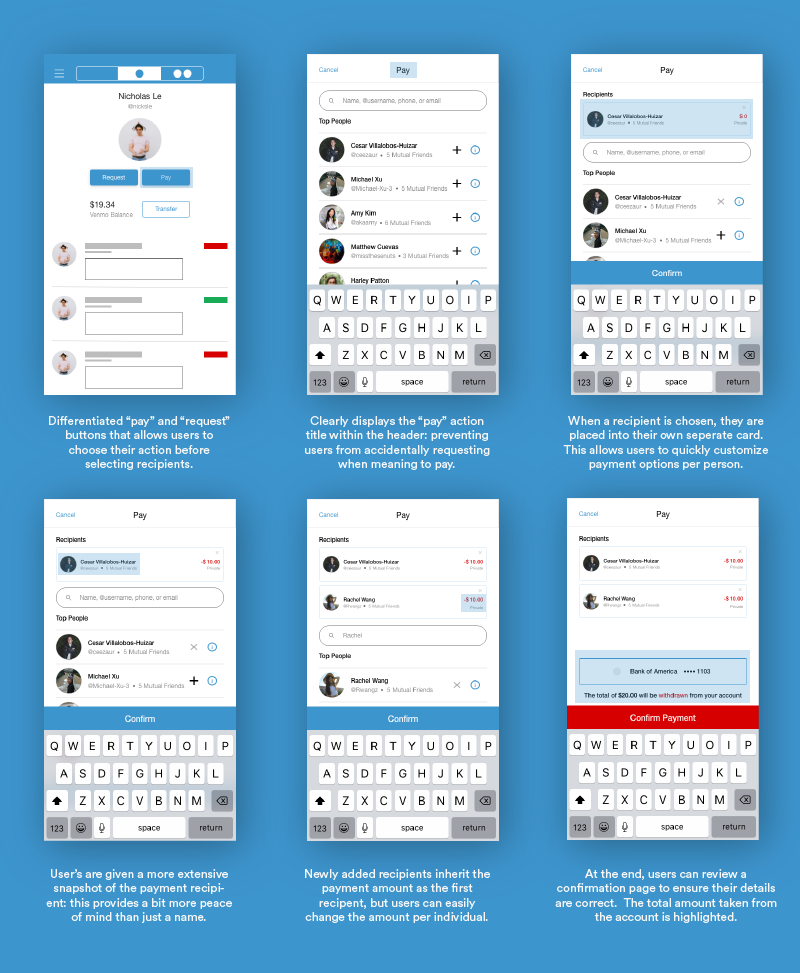 Nicholas Le
@nickale
Request
Pay
$19.34
Venmo Balance
Transfer
Differentiated “pay” and “request”
buttons that allows users to
choose their action before
selecting recipients.
Cancel
Pay
Name, @username, phone, or email
Top People
Cesar Villalobos-Huizar
@ceezaur • 5 Mutual Friends
Michael Xu
@Michael-Xu-3 • 5 Mutual Friends
Amy Kim
@akaamy • 6 Mutual Friends
Matthew Cuevas
@missthesenuts • 3 Mutual Friends
Harley Patton
Q W E R T Y U O I P
A S D F G H J K L
Z X C V B N M
123
space
return
Clearly displays the “pay” action
title within the header: preventing
users from accidentally requesting
when meaning to pay.
Pay
Recipients
Cesar Villalobos-Huizar
$ 0
@ceezaur • 5 Mutual Friends
Private
Name, @username, phone, or email
Top People
Cesar Villalobos-Huizar
@ceezaur • 5 Mutual Friends
Michael Xu
@Michael-Xu-3 • 5 Mutual Friends
Confirm
Q W E R T Y U O I P
A S D F G H J K L
Z X C V B N M
123
space
return
When a recipient is chosen, they are
placed into their own seperate card.
This allows users to quickly customize
payment options per person.
Cancel
Pay
Recipients
Cesar Villalobos-Huizar
-$ 10.00
@ceezaur • 5 Mutual Friends
Private
Name, @username, phone, or email
Top People
Cesar Villalobos-Huizar
@ceezaur • 5 Mutual Friends
Michael Xu
@Michael-Xu-3 • 5 Mutual Friends
Confirm
Q W E R T Y U O I P
A S D F G H J K L
Z X C V B N M
123
space
return
User’s are given a more extensive
snapshot of the payment recipi-
ent: this provides a bit more peace
of mind than just a name.
Cancel
Pay
Recipients
Cesar Villalobos-Huizar
-$ 10.00
@ceezaur • 5 Mutual Friends
Private
Rachel Wang
-$ 10.00
@Rwangz • 5 Mutual Friends
Private
Rachel
Top People
Rachel Wang
@Rwangz • 5 Mutual Friends
Confirm
Q W E R T Y U O I P
A S D F G H J K L
Z X C V B N M
123
space
return
Newly added recipients inherit the
payment amount as the first
recipent, but users can easily
change the amount per individual.
Cancel
Pay
Recipients
Cesar Villalobos-Huizar
-$ 10.00
@ceezaur • 5 Mutual Friends
Private
Rachel Wang
-$ 10.00
@Rwangz • 5 Mutual Friends
Private
Bank of America •••• 1103
The total of $20.00 will be withdrawn from your account
Confirm Payment
Q W E R T Y U O I P
A S D F G H J K L
Z X C V B N M
123
space
return
At the end, users can review a
confirmation page to ensure their details
are correct. The total amount taken from
the account is highlighted.